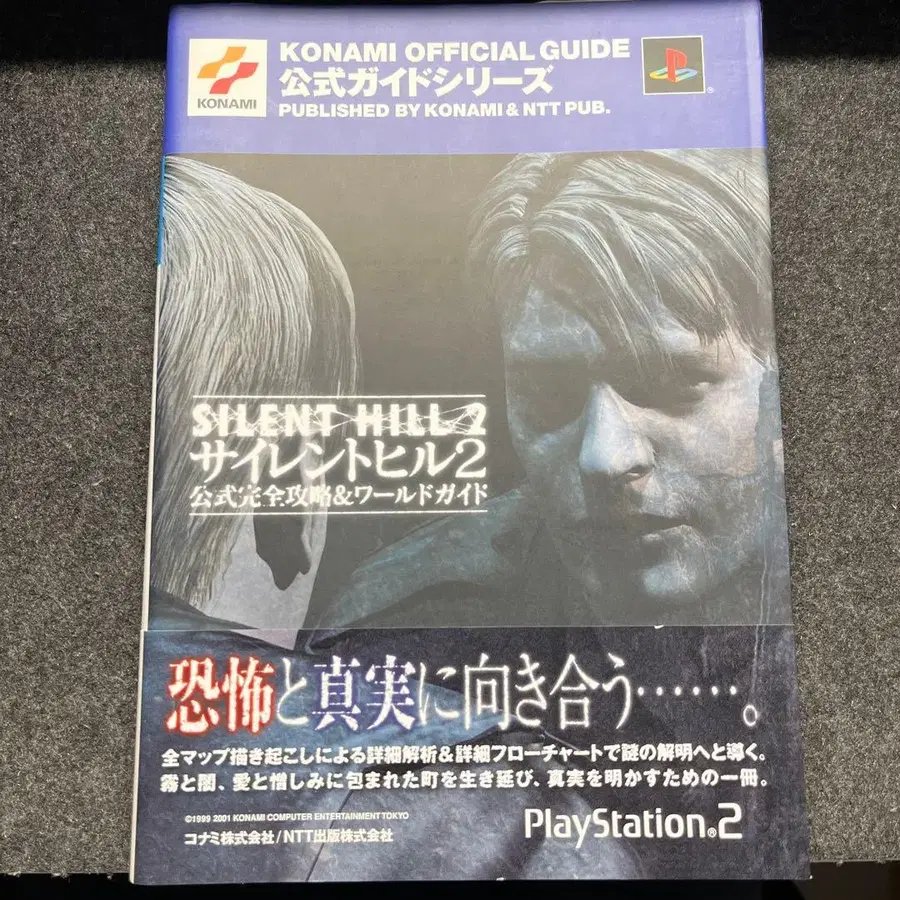 KONAMI
KONAMI OFFICIAL GUIDE
公式ガイドシリーズ
PUBLISHED BY KONAMI & NTT PUB.
SILENT HILL 2
サイレントヒル2
公式完全攻略&ワールドガイド
恐怖と真実に向き合う……。
全マップ描き起こしによる詳細解析&詳細フローチャートで謎の解明へと導く。
霧と闇、愛と憎しみに包まれた町を生き延び、真実を明かすための一冊。
©1999 2001 KONAMI COMPUTER ENTERTAINMENT TOKYO
コナミ株式会社/NTT出版株式会社
PlayStation®2